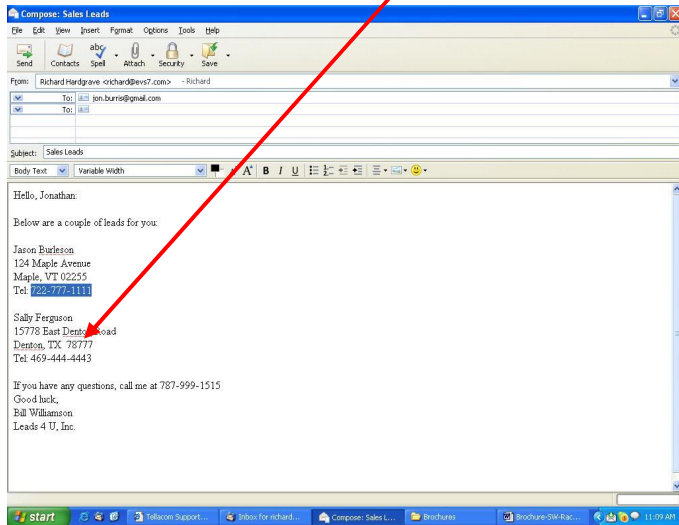 Compose: Sales Leads
File Edit View Insert Format Options Tools Help
Send Contacts Spell Attach Security Save
From: Richard Hardgrave <richard@evs7.com> - Richard
To: jon.burris@gmail.com
To:
Subject: Sales Leads
Body Text Variable Width
Hello, Jonathan:
Below are a couple of leads for you:
Jason Burleson
124 Maple Avenue
Maple, VT 02255
Tel: 722-777-1111
Sally Ferguson
15778 East Denton Road
Denton, TX 78777
Tel: 469-444-4443
If you have any questions, call me at 787-999-1515
Good luck,
Bill Williamson
Leads 4 U, Inc.
start Tellacom Support... Inbox for richard... Compose: Sales L... Brochures Brochure-SW-Rac... 11:09 AM